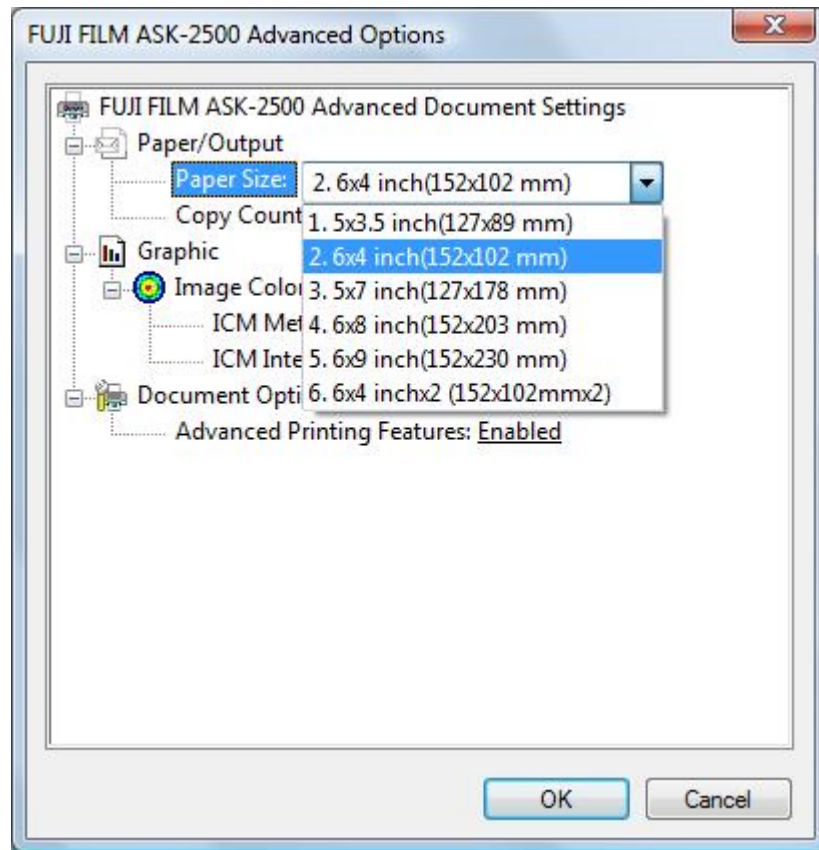 FUJI FILM ASK-2500 Advanced Options
FUJI FILM ASK-2500 Advanced Document Settings
Paper/Output
Paper Size: 2. 6x4 inch(152x102 mm)
Copy Count
1. 5x3.5 inch(127x89 mm)
Graphic
2. 6x4 inch(152x102 mm)
Image Color
3. 5x7 inch(127x178 mm)
ICM Met
4. 6x8 inch(152x203 mm)
ICM Inte
5. 6x9 inch(152x230 mm)
Document Opti
6. 6x4 inchx2 (152x102mmx2)
Advanced Printing Features: Enabled
OK
Cancel